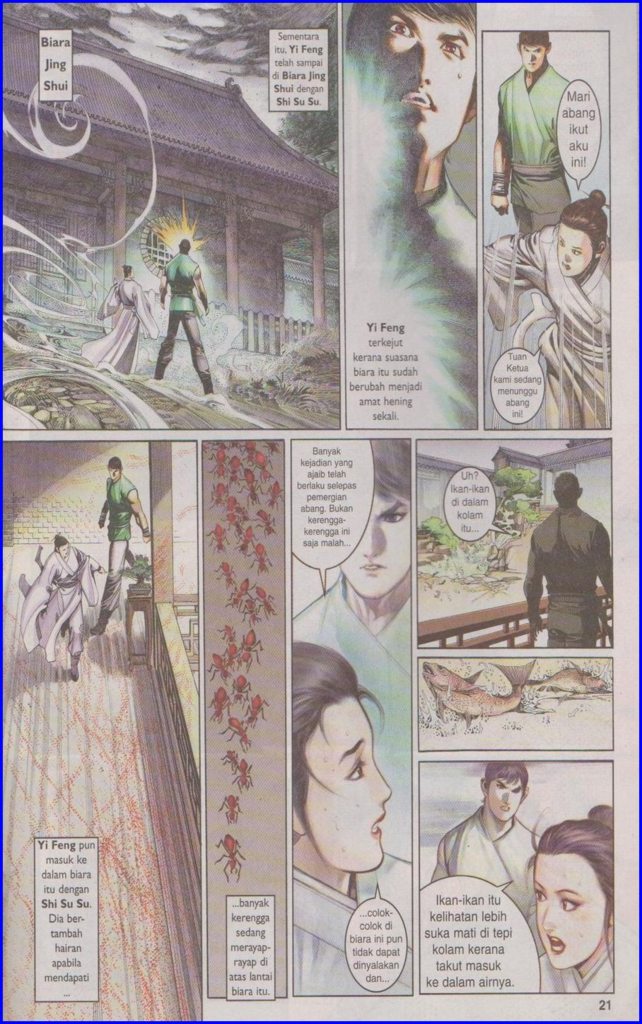 Biara
Jing
Shui
Sementara
itu, Yi Feng
telah sampai
di Biara Jing
Shui dengan
Shi Su Su.
Yi Feng
terkejut
kerana suasana
biara itu sudah
berubah menjadi
amat hening
sekali.
Mari
abang
ikut
aku
ini!
Tuan
Ketua
kami sedang
menunggu
abang
ini!
Yi Feng pun
masuk ke
dalam biara
itu dengan
Shi Su Su.
Dia ber-
tambah
hairan
apabila
mendapati
...
...banyak
kerengga
sedang
merayap-
rayap di
atas lantai
biara itu.
Banyak
kejadian yang
ajaib telah
berlaku selepas
pemergian
abang. Bukan
kerengga-
kerengga ini
saja malah...
...colok-
colok di
biara ini pun
tidak dapat
dinyalakan
dan...
Uh?
Ikan-ikan
di dalam
kolam
itu...
Ikan-ikan itu
kelihatan lebih
suka mati di tepi
kolam kerana
takut masuk
ke dalam airnya.
21